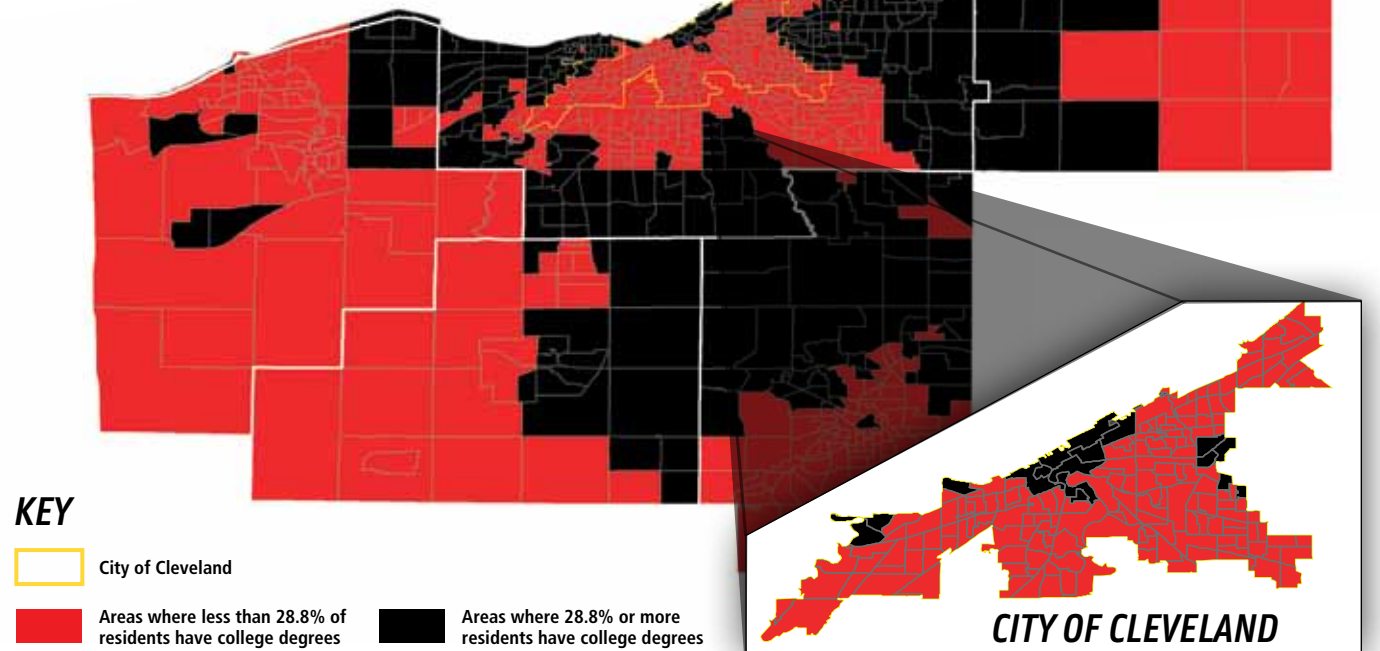 KEY
City of Cleveland
Areas where less than 28.8% of
residents have college degrees
Areas where 28.8% or more
residents have college degrees
CITY OF CLEVELAND